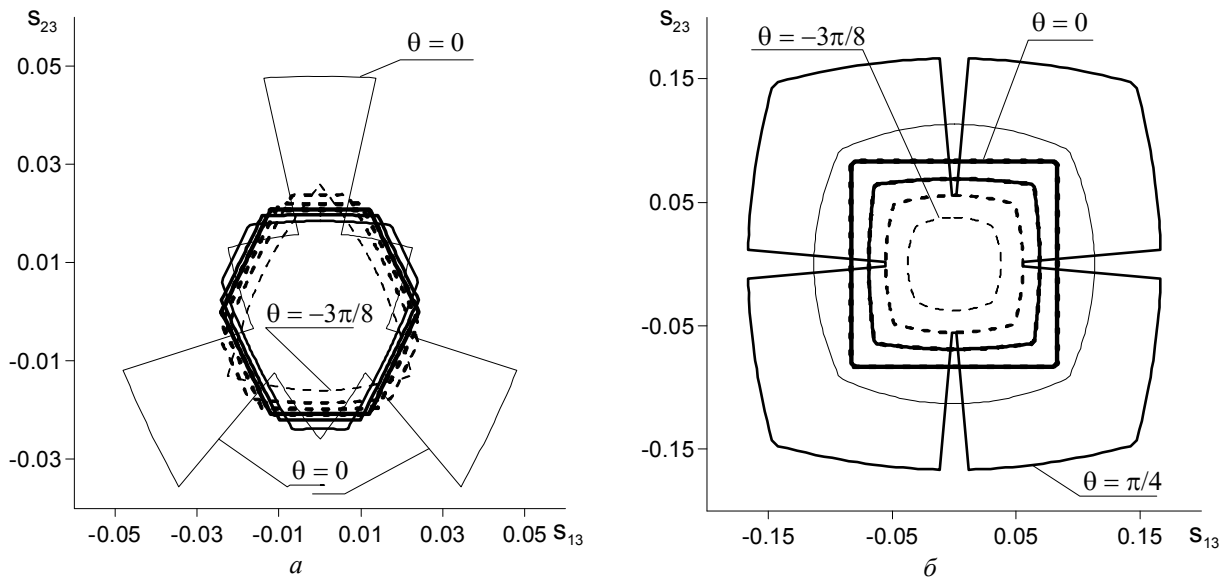 s₂₃
θ = 0
0.05
0.03
0.01
-0.01
-0.03
θ = −3π/8
θ = 0
-0.05 -0.03 -0.01 0.01 0.03 0.05 s₁₃
а
s₂₃
θ = −3π/8
θ = 0
0.15
0.05
-0.05
-0.15
θ = π/4
-0.15 -0.05 0.05 0.15 s₁₃
б